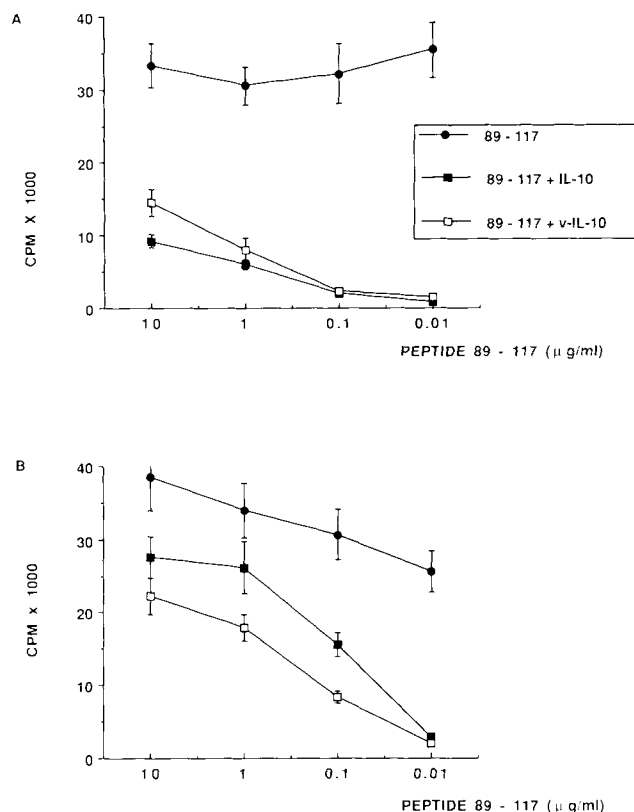 A
40
30
20
10
0
CPM X 1000
10 1 0.1 0.01
PEPTIDE 89 - 117 (μ g/ml)
89 - 117
89 - 117 + IL-10
89 - 117 + v-IL-10
B
40
30
20
10
0
CPM x 1000
10 1 0.1 0.01
PEPTIDE 89 - 117 (μ g/ml)